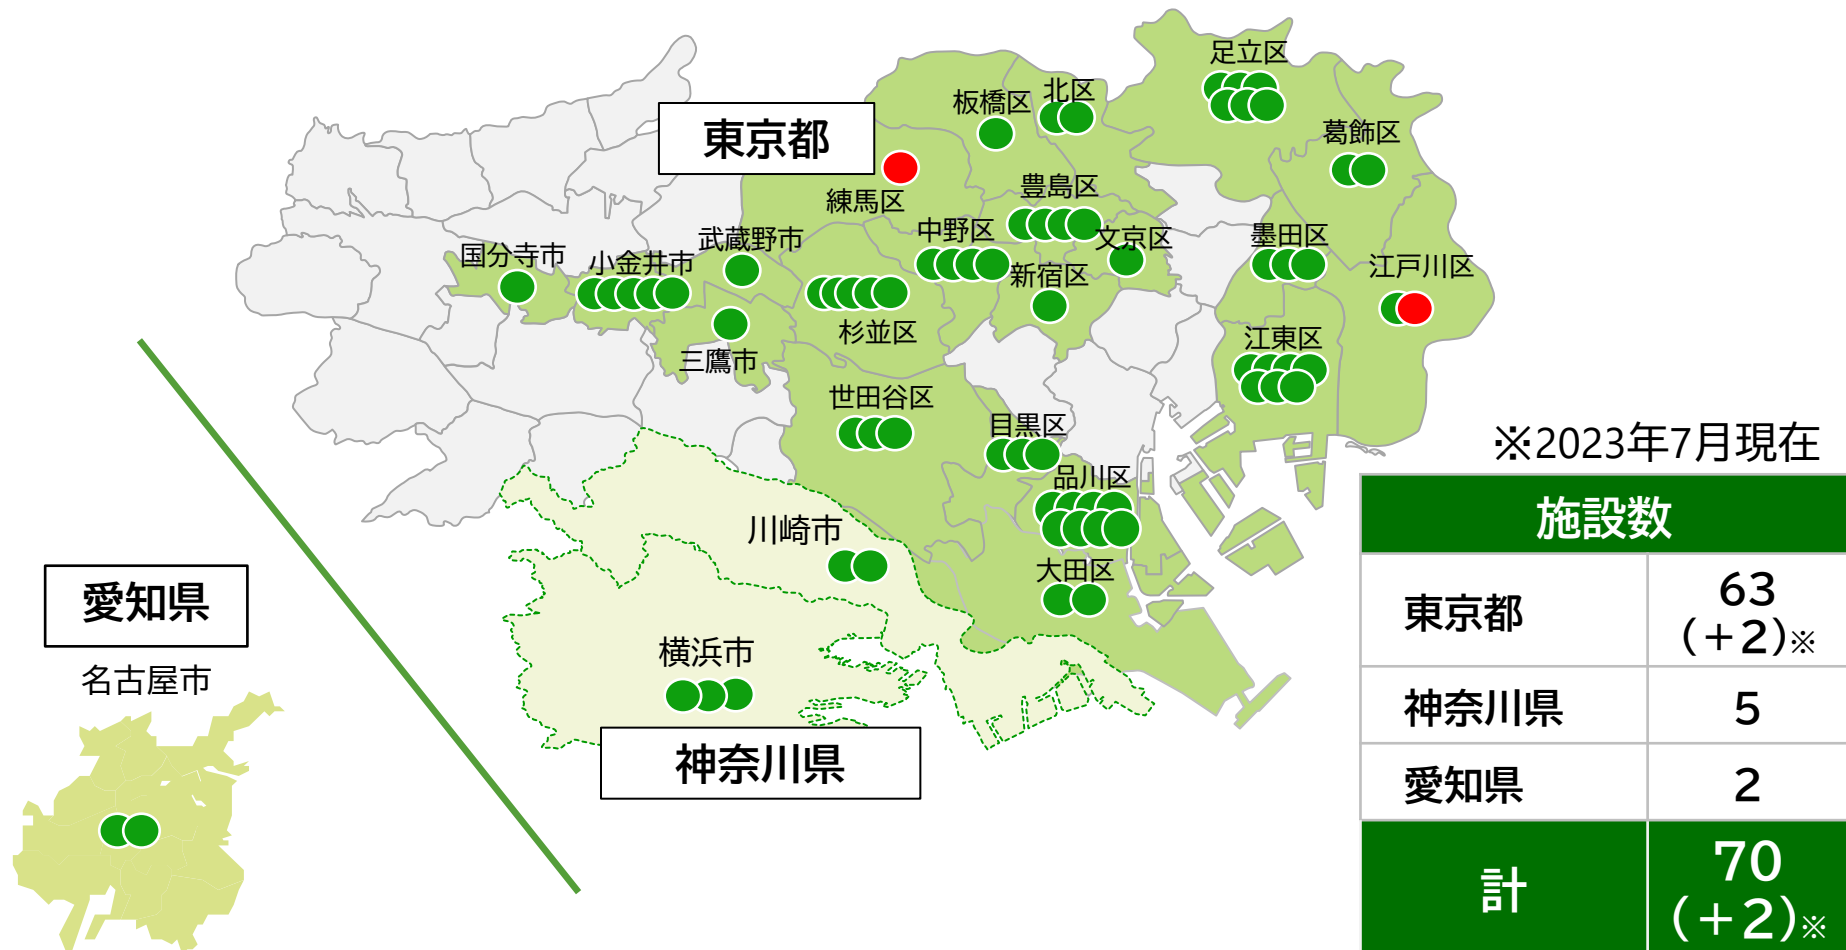 足立区
北区
板橋区
東京都
葛飾区
豊島区
練馬区
中野区
武蔵野市
文京区
墨田区
国分寺市
小金井市
新宿区
江戸川区
杉並区
江東区
三鷹市
世田谷区
目黒区
品川区
川崎市
大田区
横浜市
神奈川県
愛知県
名古屋市
※2023年7月現在
施設数
東京都 63
(+2)※
神奈川県 5
愛知県 2
計 70
(+2)※